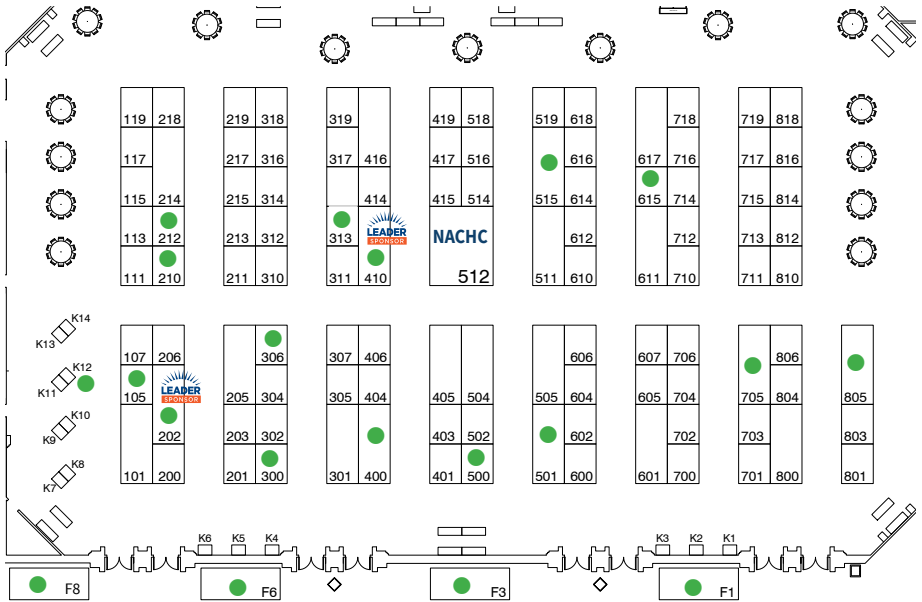 119 218 219 318 319 419 518 519 618 718 719 818
117 217 316 317 416 417 516 616 617 716 717 816
115 214 215 314 414 415 514 515 614 615 714 715 814
LEADER
SPONSOR
NACHC
113 212 213 312 313 612 712 713 812
111 210 211 310 311 410 512 511 610 611 710 711 810
K14
K13
107 206 306 307 406 606 607 706 806
K12
K11
LEADER
SPONSOR
105 205 304 305 404 405 504 505 604 605 704 705 804 805
K10
K9
202 203 302 403 502 602 702 703 803
K8
K7
101 200 201 300 301 400 401 500 501 600 601 700 701 800 801
K6 K5 K4 K3 K2 K1
F8 F6 F3 F1